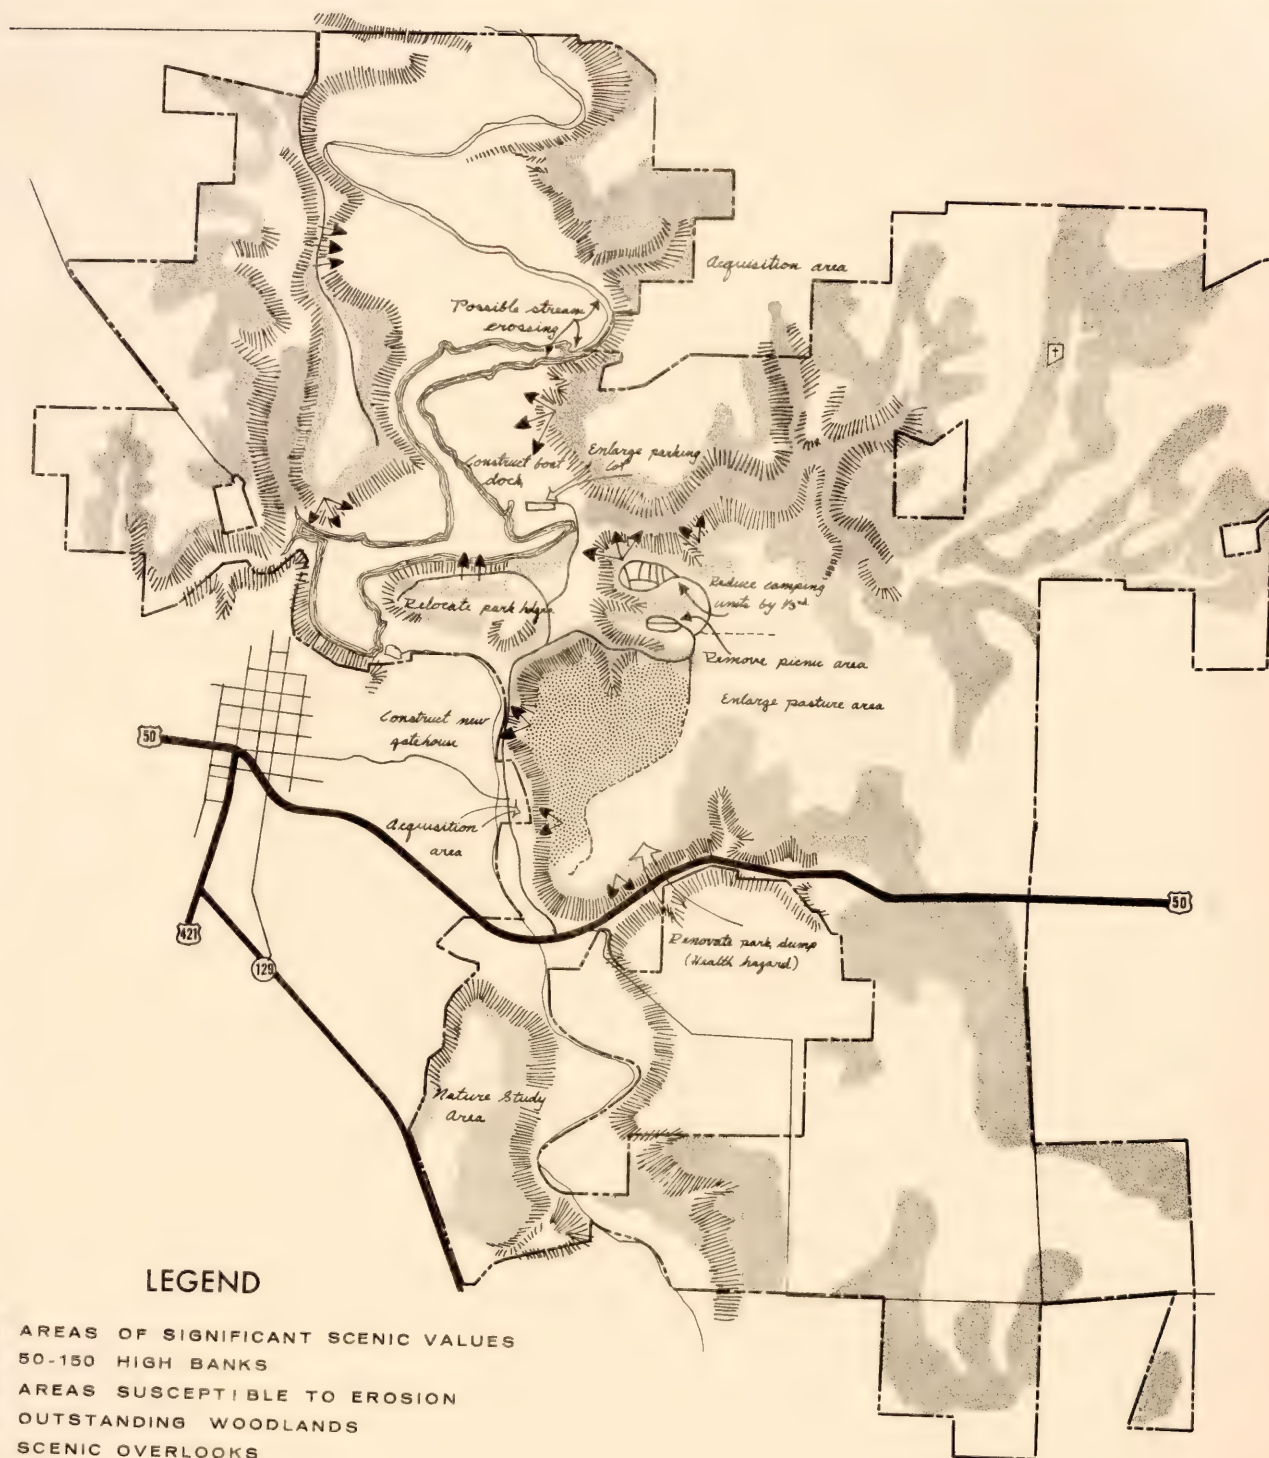 Acquisition area
Possible stream
crossing
Enlarge parking
lot
Construct boat
dock
Relocate park hdqrs
Reduce camping
units by 1/3rd
Remove picnic area
Enlarge pasture area
Construct new
gatehouse
50
Acquisition
area
50
421
129
Renovate park dump
(Health hazard)
Nature Study
Area
LEGEND
AREAS OF SIGNIFICANT SCENIC VALUES
50-150 HIGH BANKS
AREAS SUSCEPTIBLE TO EROSION
OUTSTANDING WOODLANDS
SCENIC OVERLOOKS